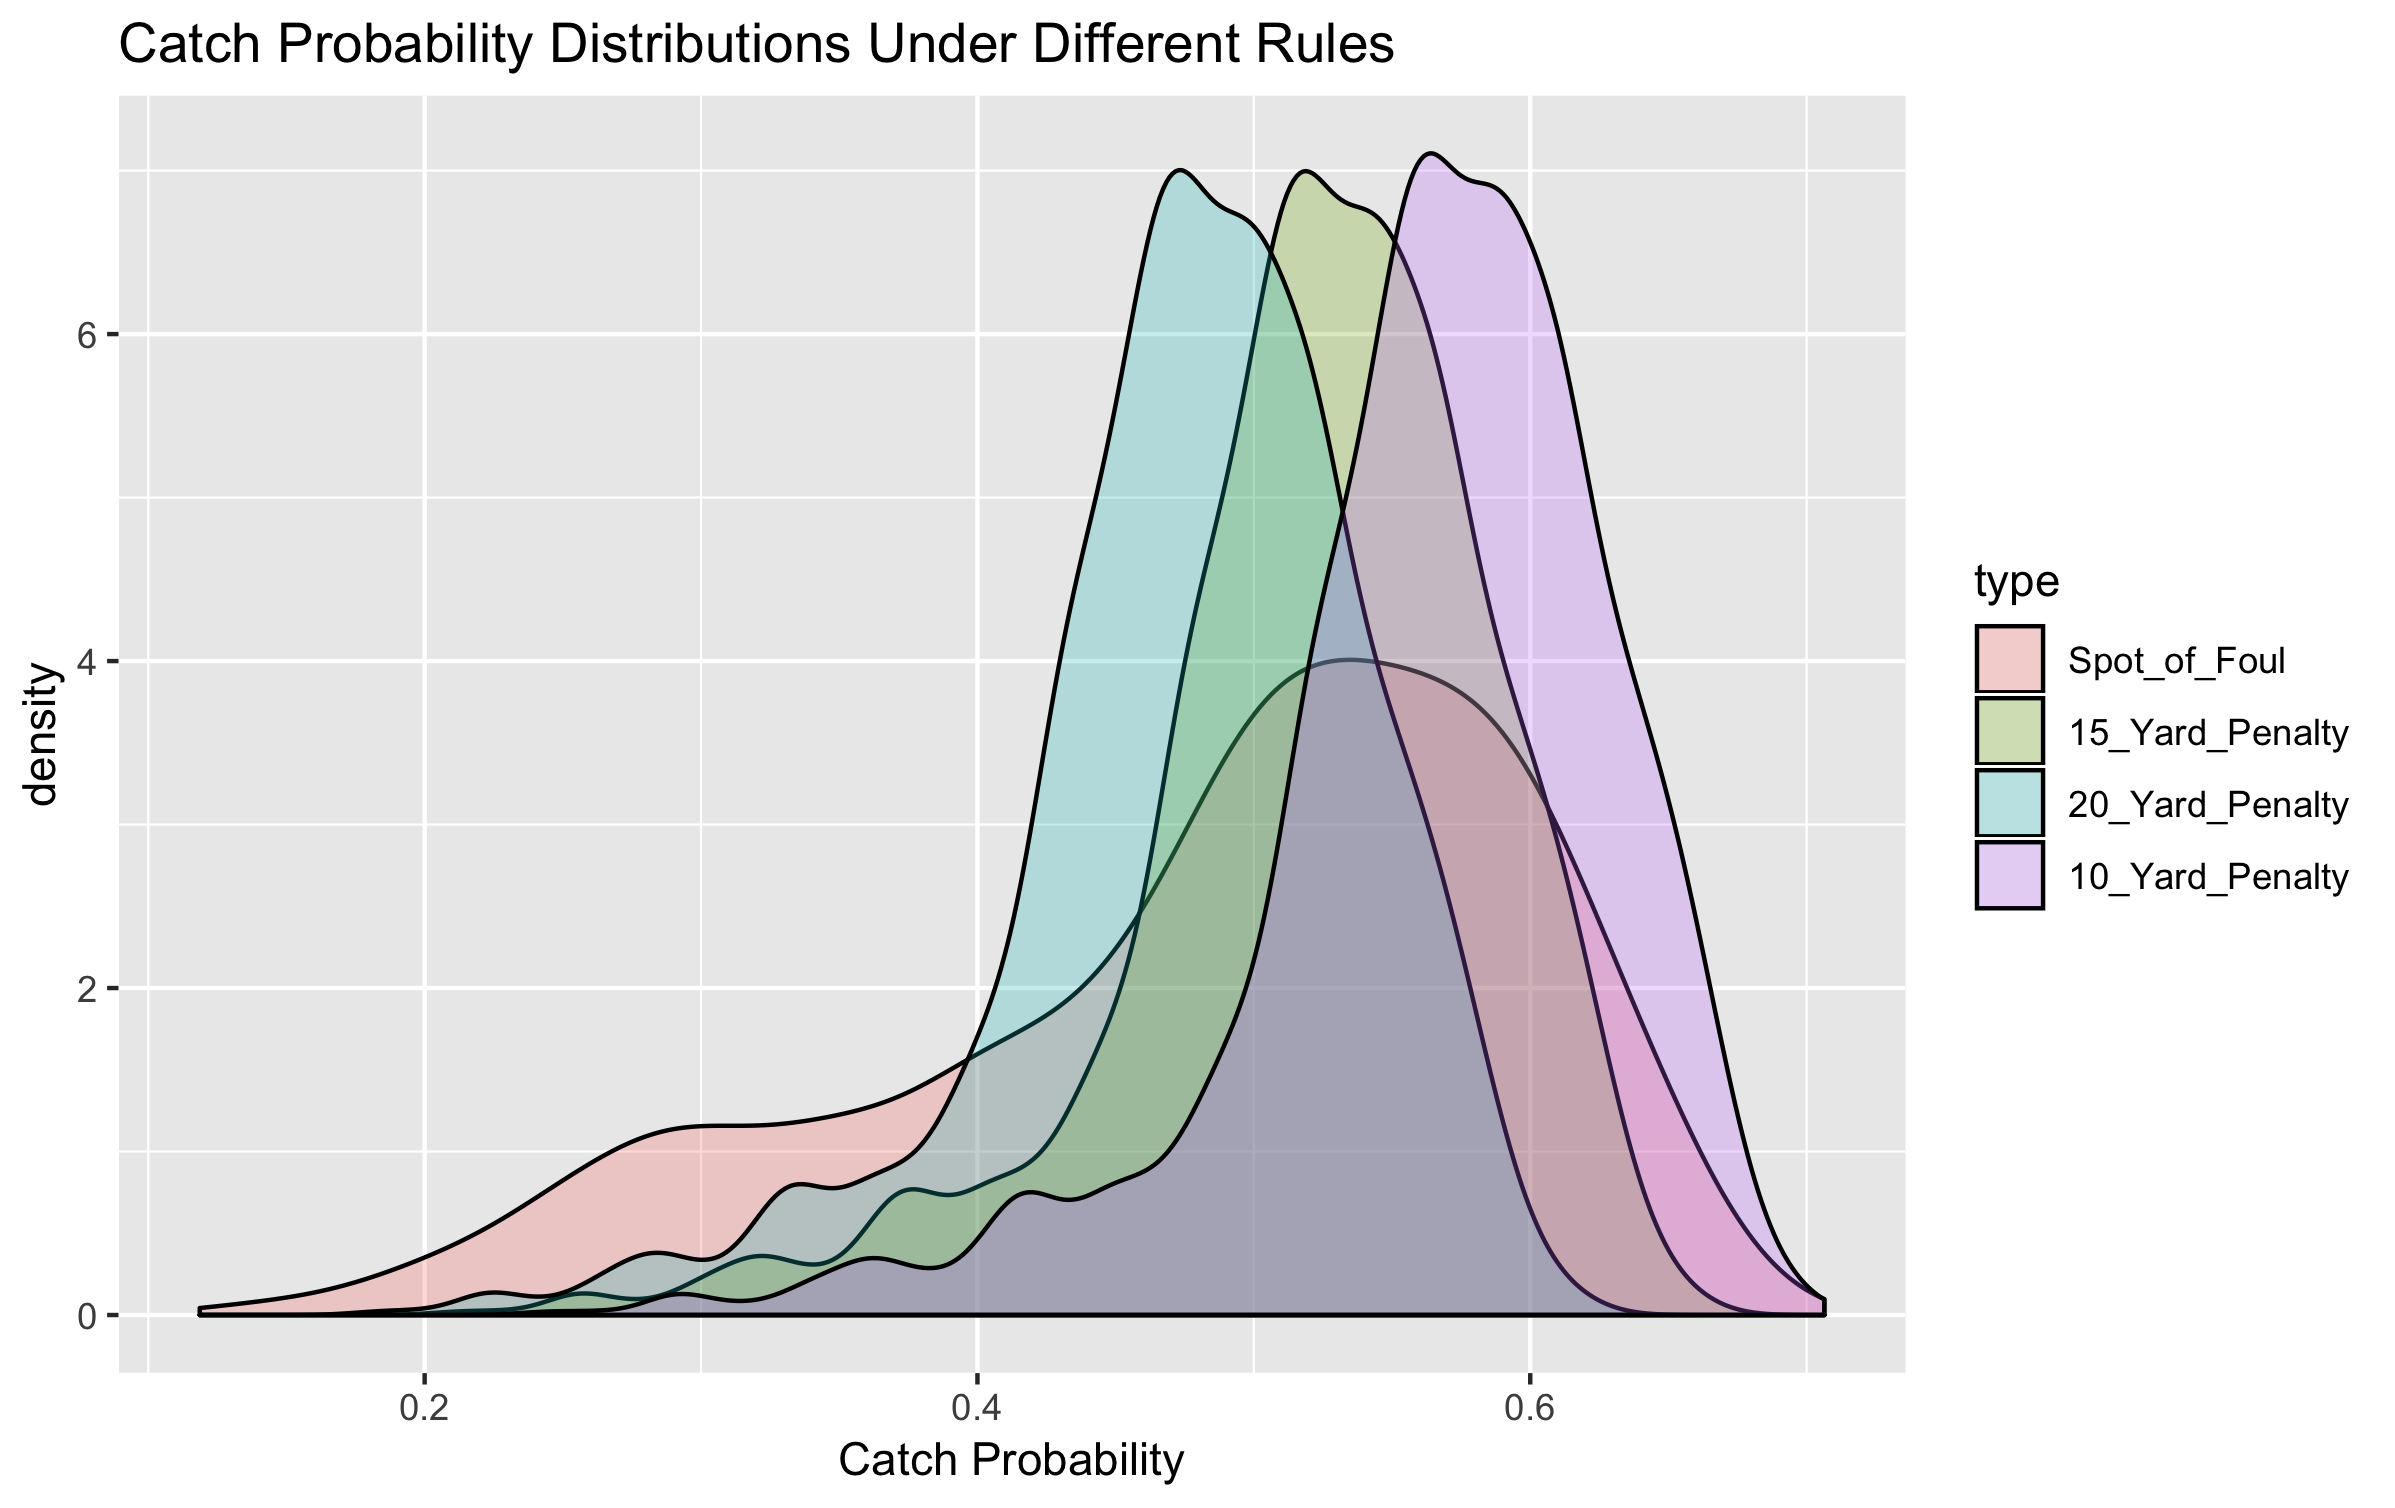 Catch Probability Distributions Under Different Rules
density
6
4
2
0
0.2 0.4 0.6
Catch Probability
type
Spot_of_Foul
15_Yard_Penalty
20_Yard_Penalty
10_Yard_Penalty